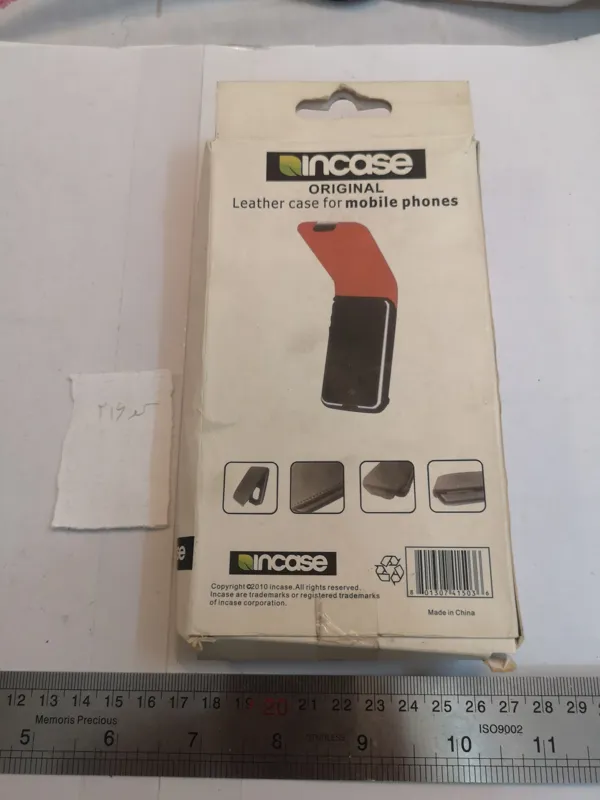 incase
ORIGINAL
Leather case for mobile phones
incase
Copyright ©2010 incase. All rights reserved.
Incase are trademarks or registered trademarks
of incase corporation.
Made in China
e
12 13 14 15 16 17 18 19 20 21 22 23 24 25 26 27 28 29
Memoris Precious
ISO9002
5 6 7 8 9 10 11